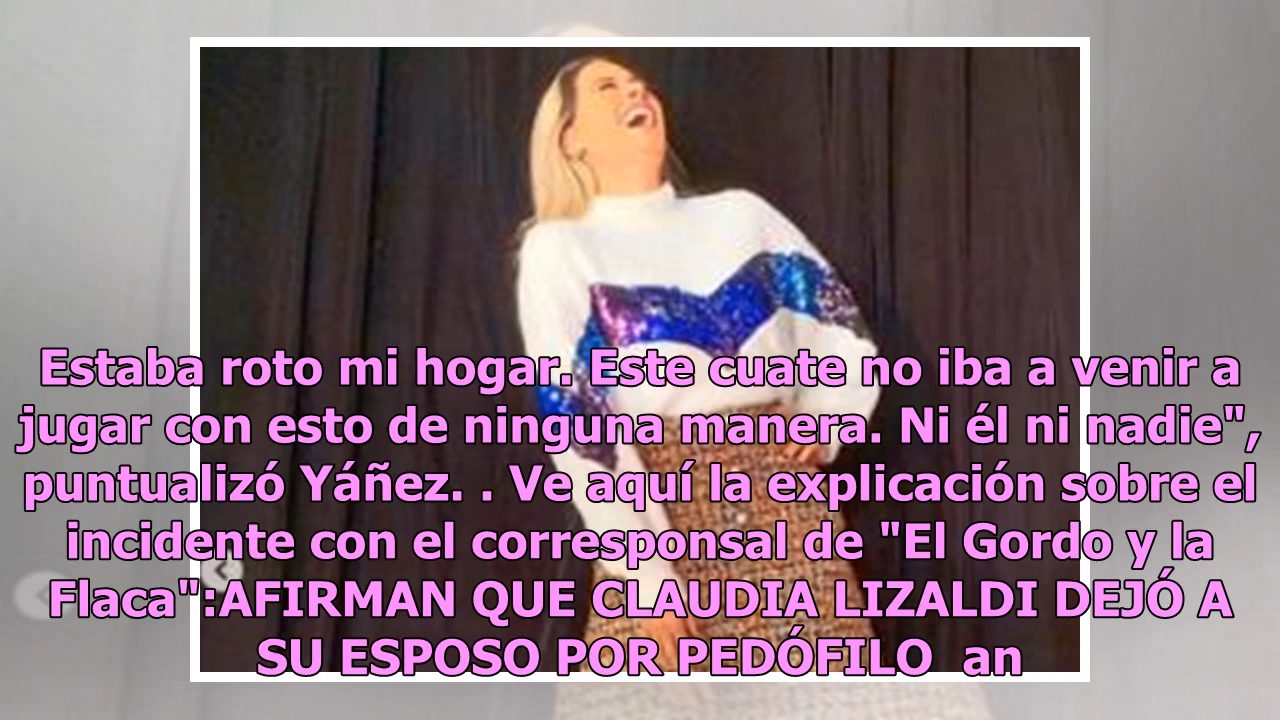 Estaba roto mi hogar. Este cuate no iba a venir a
jugar con esto de ninguna manera. Ni él ni nadie",
puntualizó Yáñez. . Ve aquí la explicación sobre el
incidente con el corresponsal de "El Gordo y la
Flaca":AFIRMAN QUE CLAUDIA LIZALDI DEJÓ A
SU ESPOSO POR PEDÓFILO  an